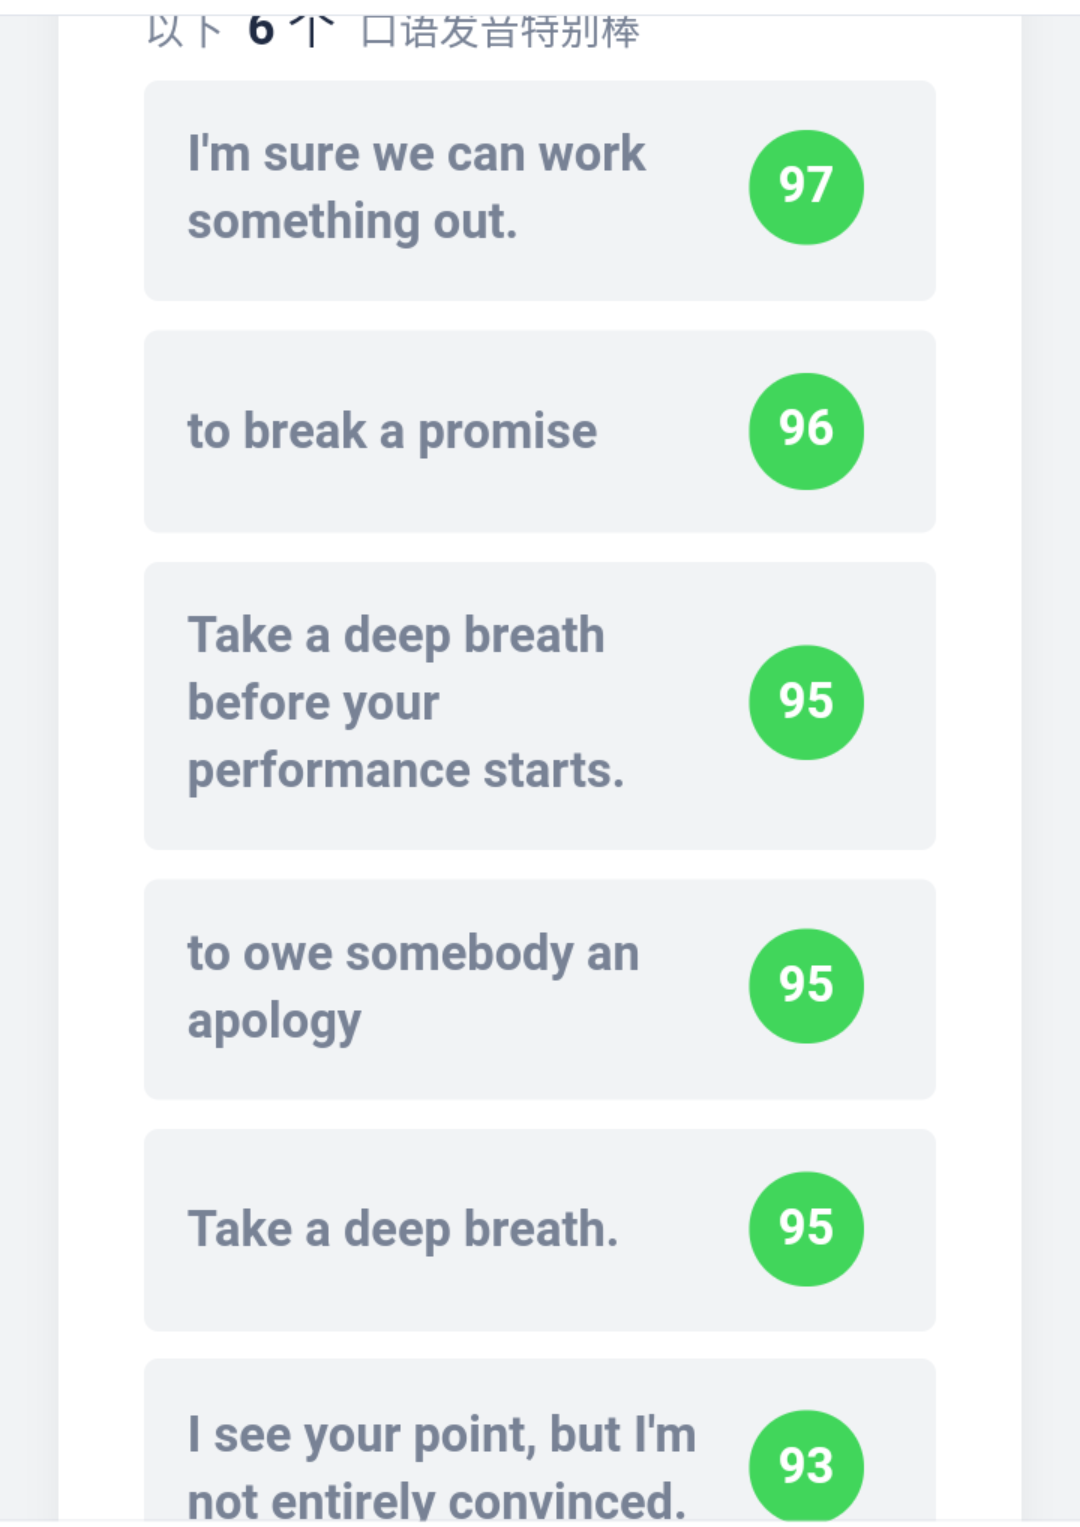 以下 6 个 口语发音特别棒
I'm sure we can work
something out.
97
to break a promise
96
Take a deep breath
before your
performance starts.
95
to owe somebody an
apology
95
Take a deep breath.
95
I see your point, but I'm
not entirely convinced.
93